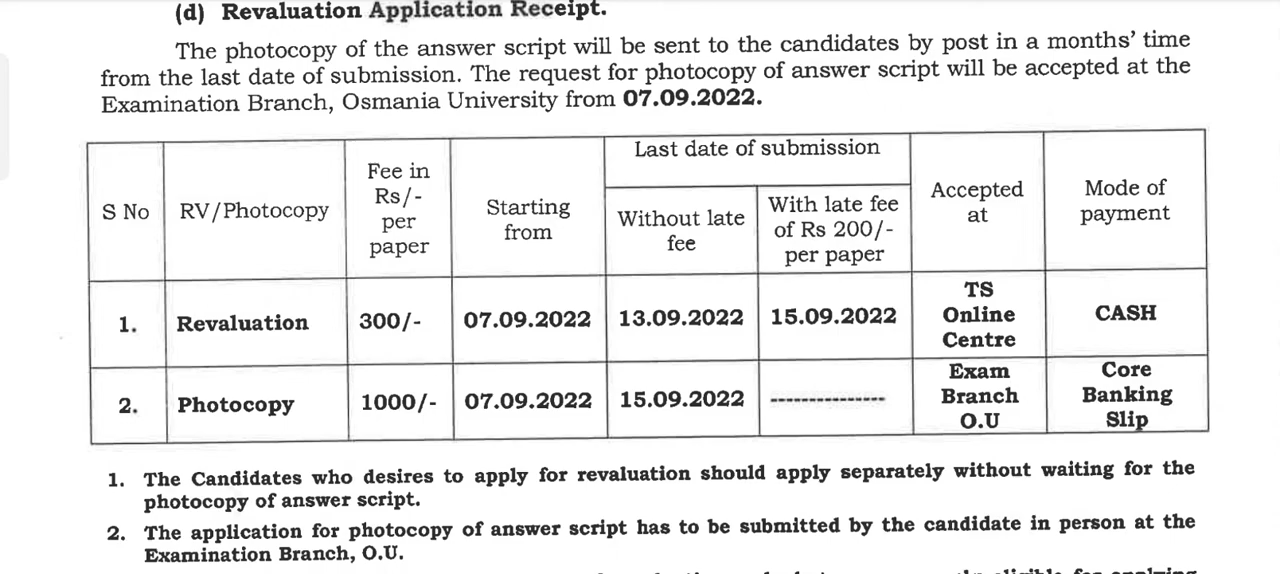 (d) Revaluation Application Receipt.
The photocopy of the answer script will be sent to the candidates by post in a months' time
from the last date of submission. The request for photocopy of answer script will be accepted at the
Examination Branch, Osmania University from 07.09.2022.
S No
RV/Photocopy
Fee in
Rs/-
per
paper
Starting
from
Last date of submission
Without late
fee
With late fee
of Rs 200/-
per paper
Accepted
at
Mode of
payment
1.
Revaluation
300/-
07.09.2022
13.09.2022
15.09.2022
TS
Online
Centre
CASH
2.
Photocopy
1000/-
07.09.2022
15.09.2022
---------------
Exam
Branch
O.U
Core
Banking
Slip
1. The Candidates who desires to apply for revaluation should apply separately without waiting for the
photocopy of answer script.
2. The application for photocopy of answer script has to be submitted by the candidate in person at the
Examination Branch, O.U.